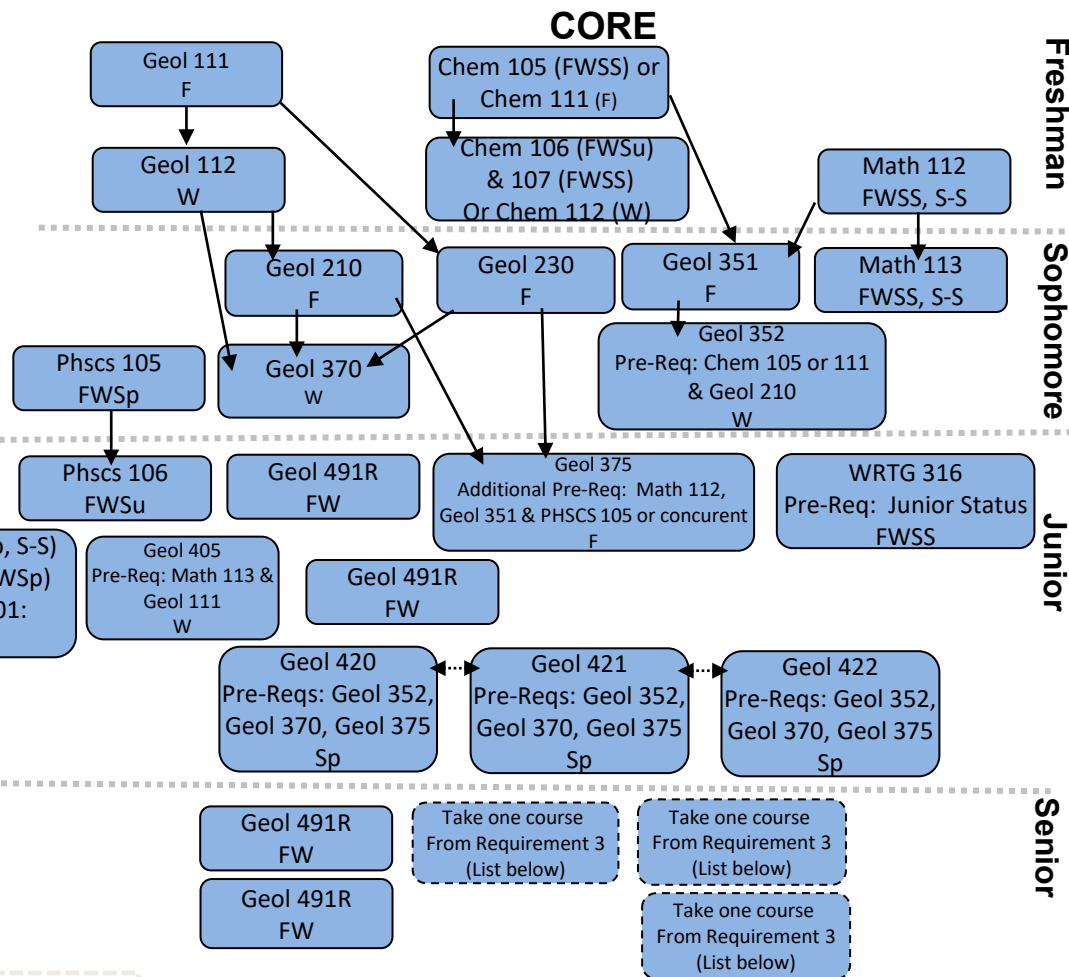 CORE
Freshman
Geol 111
F
Chem 105 (FWSS) or
Chem 111 (F)
Geol 112
W
Chem 106 (FWSu)
& 107 (FWSS)
Or Chem 112 (W)
Math 112
FWSS, S-S
Sophomore
Geol 210
F
Geol 230
F
Geol 351
F
Math 113
FWSS, S-S
Phscs 105
FWSp
Geol 370
W
Geol 352
Pre-Req: Chem 105 or 111
& Geol 210
W
Junior
Phscs 106
FWSu
Geol 491R
FW
Geol 375
Additional Pre-Req:  Math 112,
Geol 351 & PHSCS 105 or concurent
F
WRTG 316
Pre-Req:  Junior Status
FWSS
, S-S)
WSp)
01:
Geol 405
Pre-Req: Math 113 &
Geol 111
W
Geol 491R
FW
Geol 420
Pre-Reqs: Geol 352,
Geol 370, Geol 375
Sp
Geol 421
Pre-Reqs: Geol 352,
Geol 370, Geol 375
Sp
Geol 422
Pre-Reqs: Geol 352,
Geol 370, Geol 375
Sp
Senior
Geol 491R
FW
Take one course
From Requirement 3
(List below)
Take one course
From Requirement 3
(List below)
Geol 491R
FW
Take one course
From Requirement 3
(List below)